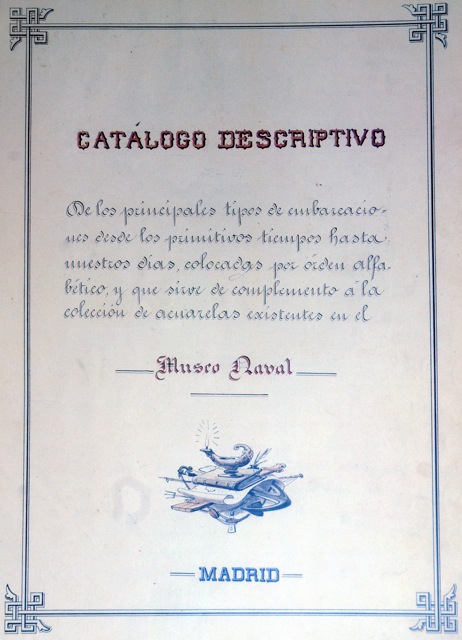 CATÁLOGO DESCRIPTIVO
De los principales tipos de embarcacio-
nes desde los primitivos tiempos hasta
nuestros dias, colocadas por órden alfa-
bético, y que sirve de complemento á la
colección de acuarelas existentes en el
Museo Naval
MADRID